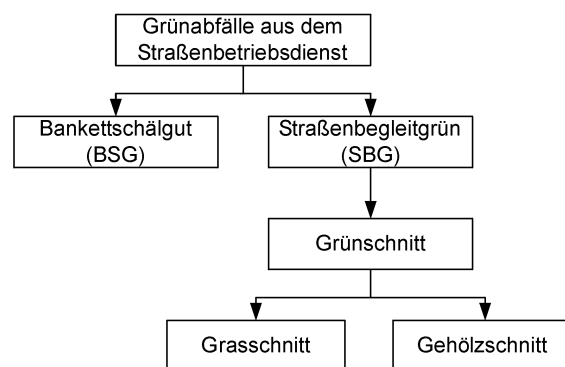 Grünabfälle aus dem
Straßenbetriebsdienst
Bankettschälgut
(BSG)
Straßenbegleitgrün
(SBG)
Grünschnitt
Grasschnitt
Gehölzschnitt